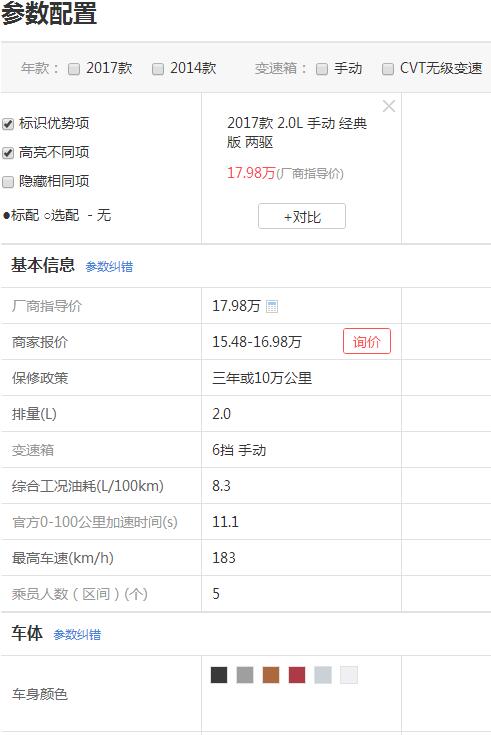 参数配置
年款： 2017款 2014款 变速箱： 手动 CVT无级变速
标识优势项
高亮不同项
隐藏相同项
●标配 ○选配 - 无
2017款 2.0L 手动 经典
版 两驱
17.98万(厂商指导价)
+对比
基本信息 参数纠错
厂商指导价 17.98万
商家报价 15.48-16.98万 询价
保修政策 三年或10万公里
排量(L) 2.0
变速箱 6挡 手动
综合工况油耗(L/100km) 8.3
官方0-100公里加速时间(s) 11.1
最高车速(km/h) 183
乘员人数（区间）(个) 5
车体 参数纠错
车身颜色